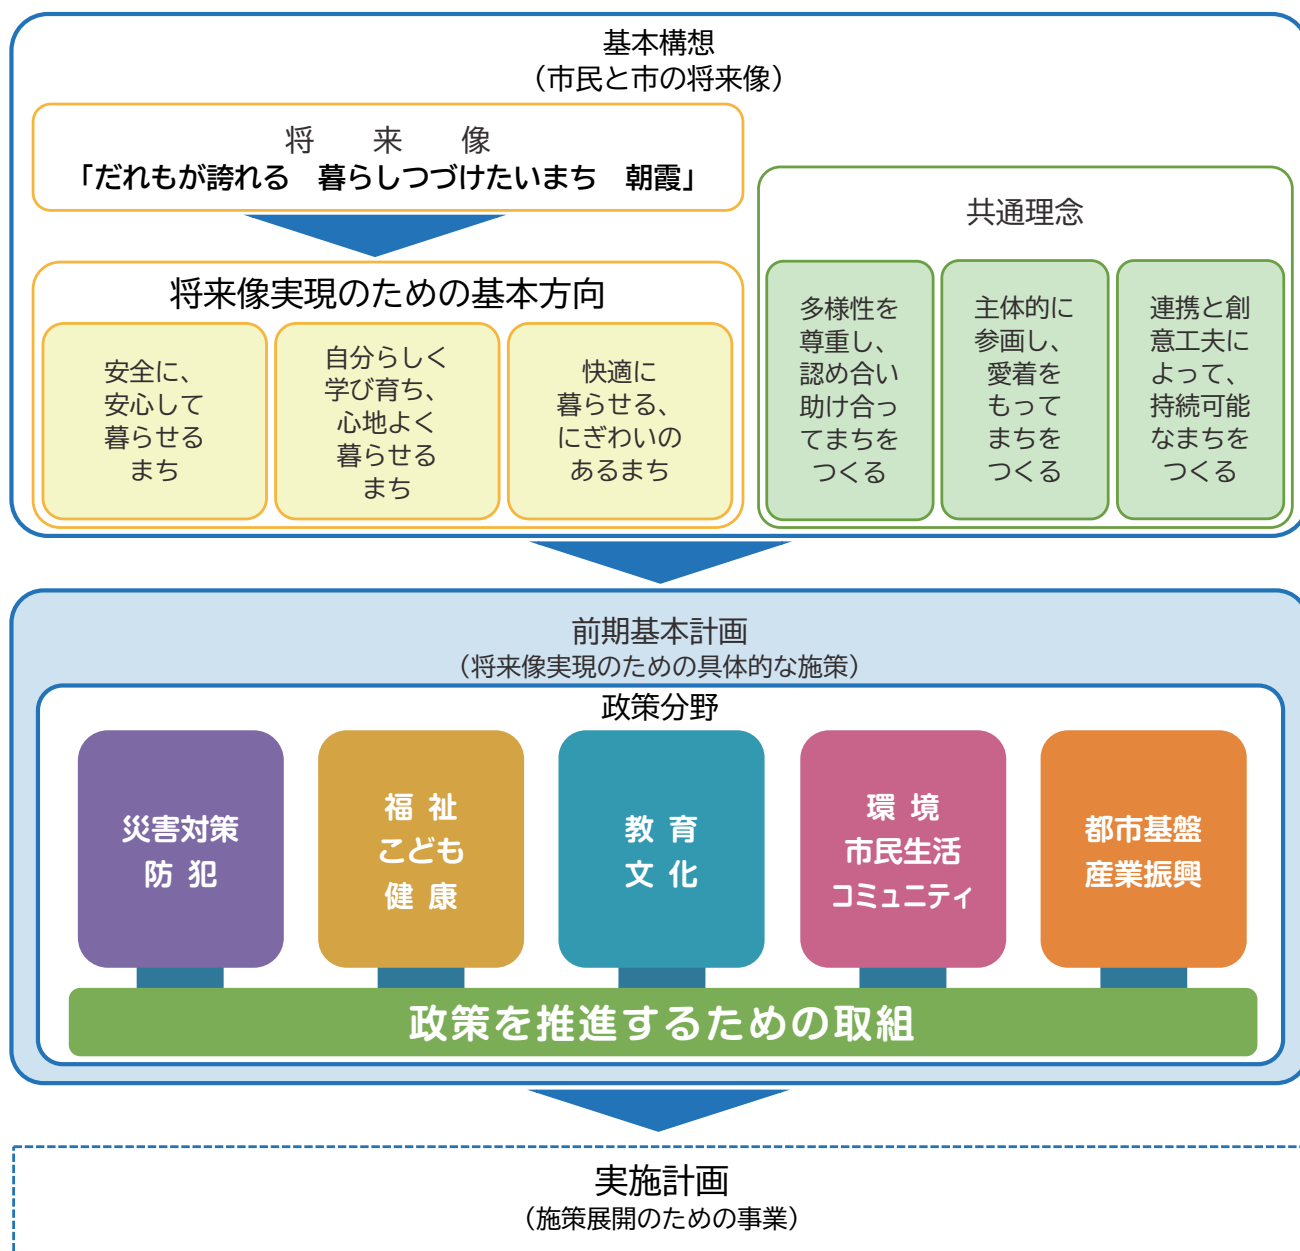 基本構想
（市民と市の将来像）
将　来　像
「だれもが誇れる　暮らしつづけたいまち　朝霞」
将来像実現のための基本方向
安全に、
安心して
暮らせる
まち
自分らしく
学び育ち、
心地よく
暮らせる
まち
快適に
暮らせる、
にぎわいの
あるまち
共通理念
多様性を
尊重し、
認め合い
助け合っ
てまちを
つくる
主体的に
参画し、
愛着を
もって
まちを
つくる
連携と創
意工夫に
よって、
持続可能
なまちを
つくる
前期基本計画
（将来像実現のための具体的な施策）
政策分野
災害対策
防 犯
福 祉
こども
健 康
教 育
文 化
環 境
市民生活
コミュニティ
都市基盤
産業振興
政策を推進するための取組
実施計画
（施策展開のための事業）